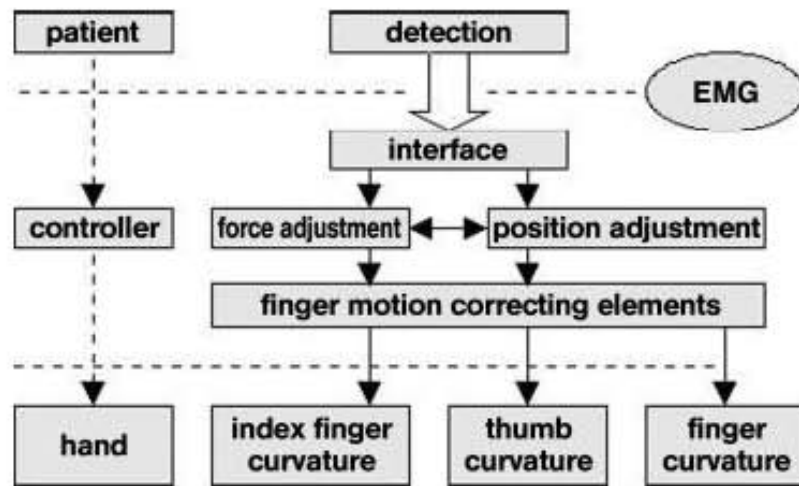 patient
detection
EMG
interface
controller
force adjustment
position adjustment
finger motion correcting elements
hand
index finger
curvature
thumb
curvature
finger
curvature